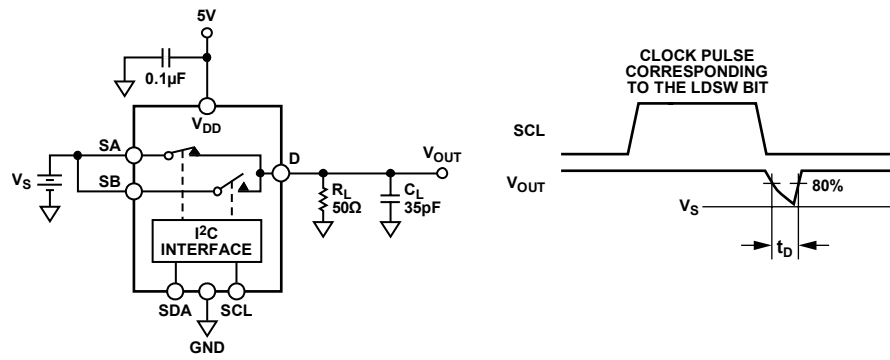 5V
0.1µF
VDD
SA
SB
D
VOUT
VS
RL
50Ω
CL
35pF
I2C
INTERFACE
SDA
SCL
GND
CLOCK PULSE
CORRESPONDING
TO THE LDSW BIT
SCL
VOUT
80%
VS
tD